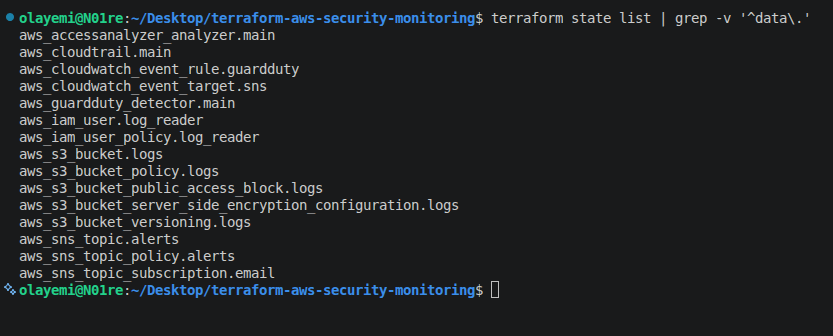 olayemi@N01re:~/Desktop/terraform-aws-security-monitoring$ terraform state list | grep -v '^data\.'
aws_accessanalyzer_analyzer.main
aws_cloudtrail.main
aws_cloudwatch_event_rule.guardduty
aws_cloudwatch_event_target.sns
aws_guardduty_detector.main
aws_iam_user.log_reader
aws_iam_user_policy.log_reader
aws_s3_bucket.logs
aws_s3_bucket_policy.logs
aws_s3_bucket_public_access_block.logs
aws_s3_bucket_server_side_encryption_configuration.logs
aws_s3_bucket_versioning.logs
aws_sns_topic.alerts
aws_sns_topic_policy.alerts
aws_sns_topic_subscription.email
olayemi@N01re:~/Desktop/terraform-aws-security-monitoring$